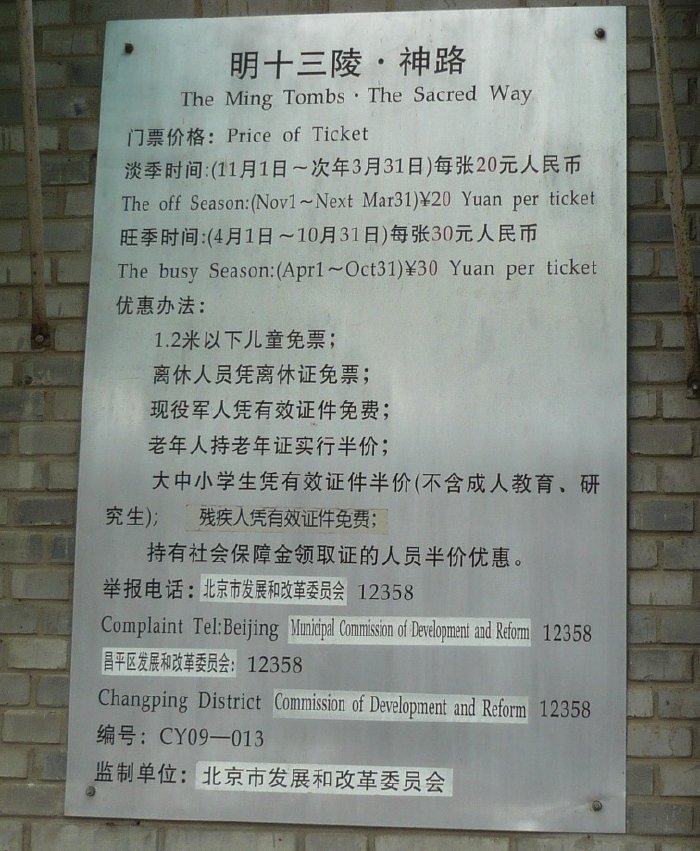 明十三陵·神路
The Ming Tombs · The Sacred Way
门票价格: Price of Ticket
淡季时间:(11月1日～次年3月31日)每张20元人民币
The off Season:(Nov1～Next Mar31)¥20 Yuan per ticket
旺季时间:(4月1日～10月31日)每张30元人民币
The busy Season:(Apr1～Oct31)¥30 Yuan per ticket
优惠办法:
1.2米以下儿童免票;
离休人员凭离休证免票;
现役军人凭有效证件免费;
老年人持老年证实行半价;
大中小学生凭有效证件半价(不含成人教育、研
究生); 残疾人凭有效证件免费;
持有社会保障金领取证的人员半价优惠。
举报电话: 北京市发展和改革委员会 12358
Complaint Tel:Beijing Municipal Commission of Development and Reform 12358
昌平区发展和改革委员会: 12358
Changping District Commission of Development and Reform 12358
编号: CY09—013
监制单位: 北京市发展和改革委员会